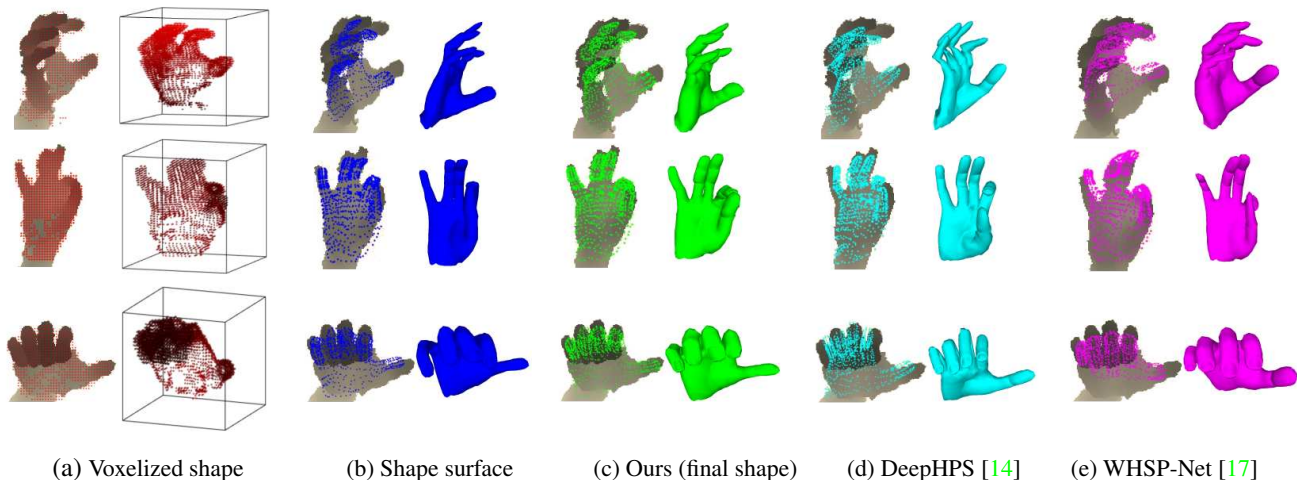 (a) Voxelized shape (b) Shape surface (c) Ours (final shape) (d) DeepHPS [14] (e) WHSP-Net [17]